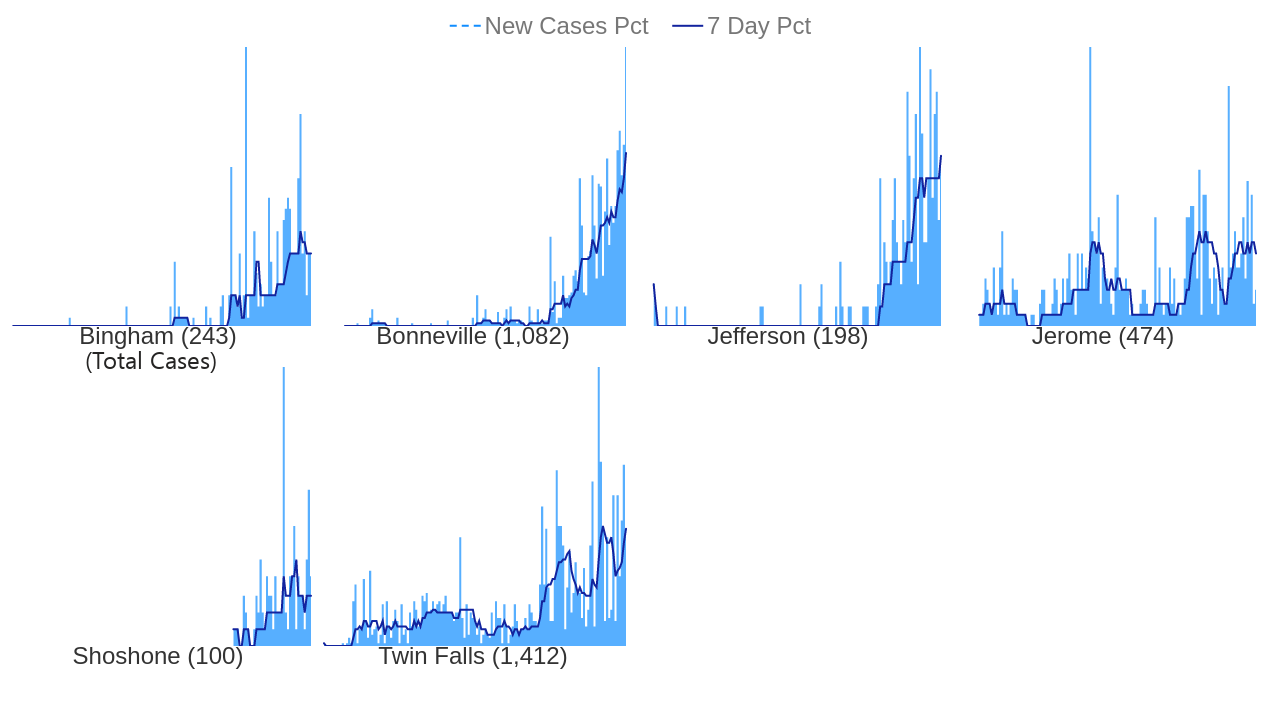 New Cases Pct 7 Day Pct
Bingham (243) Bonneville (1,082) Jefferson (198) Jerome (474)
(Total Cases)
Shoshone (100) Twin Falls (1,412)